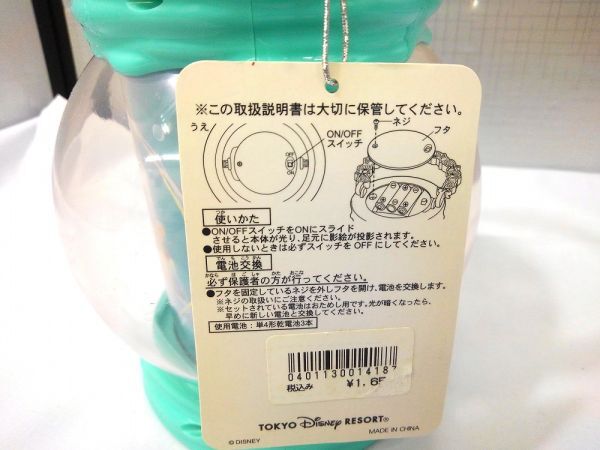 ※この取扱説明書は大切に保管してください。
うえ
ON/OFF
スイッチ
ネジ
フタ
使いかた
●ON/OFFスイッチをONにスライド
させると本体が光り、足元に影絵が投影されます。
●使用しないときは必ずスイッチをOFFにしてください。
電池交換
必ず保護者の方が行ってください。
●フタを固定しているネジを外しフタを開け、電池を交換します。
※ネジの取扱いにご注意ください。
※セットされている電池はおためし用です。光が暗くなったら、
早めに新しい電池と交換してください。
使用電池：単4形乾電池3本
0401130014187
税込み
¥1,6
TOKYO DISNEY RESORT®
MADE IN CHINA
© DISNEY